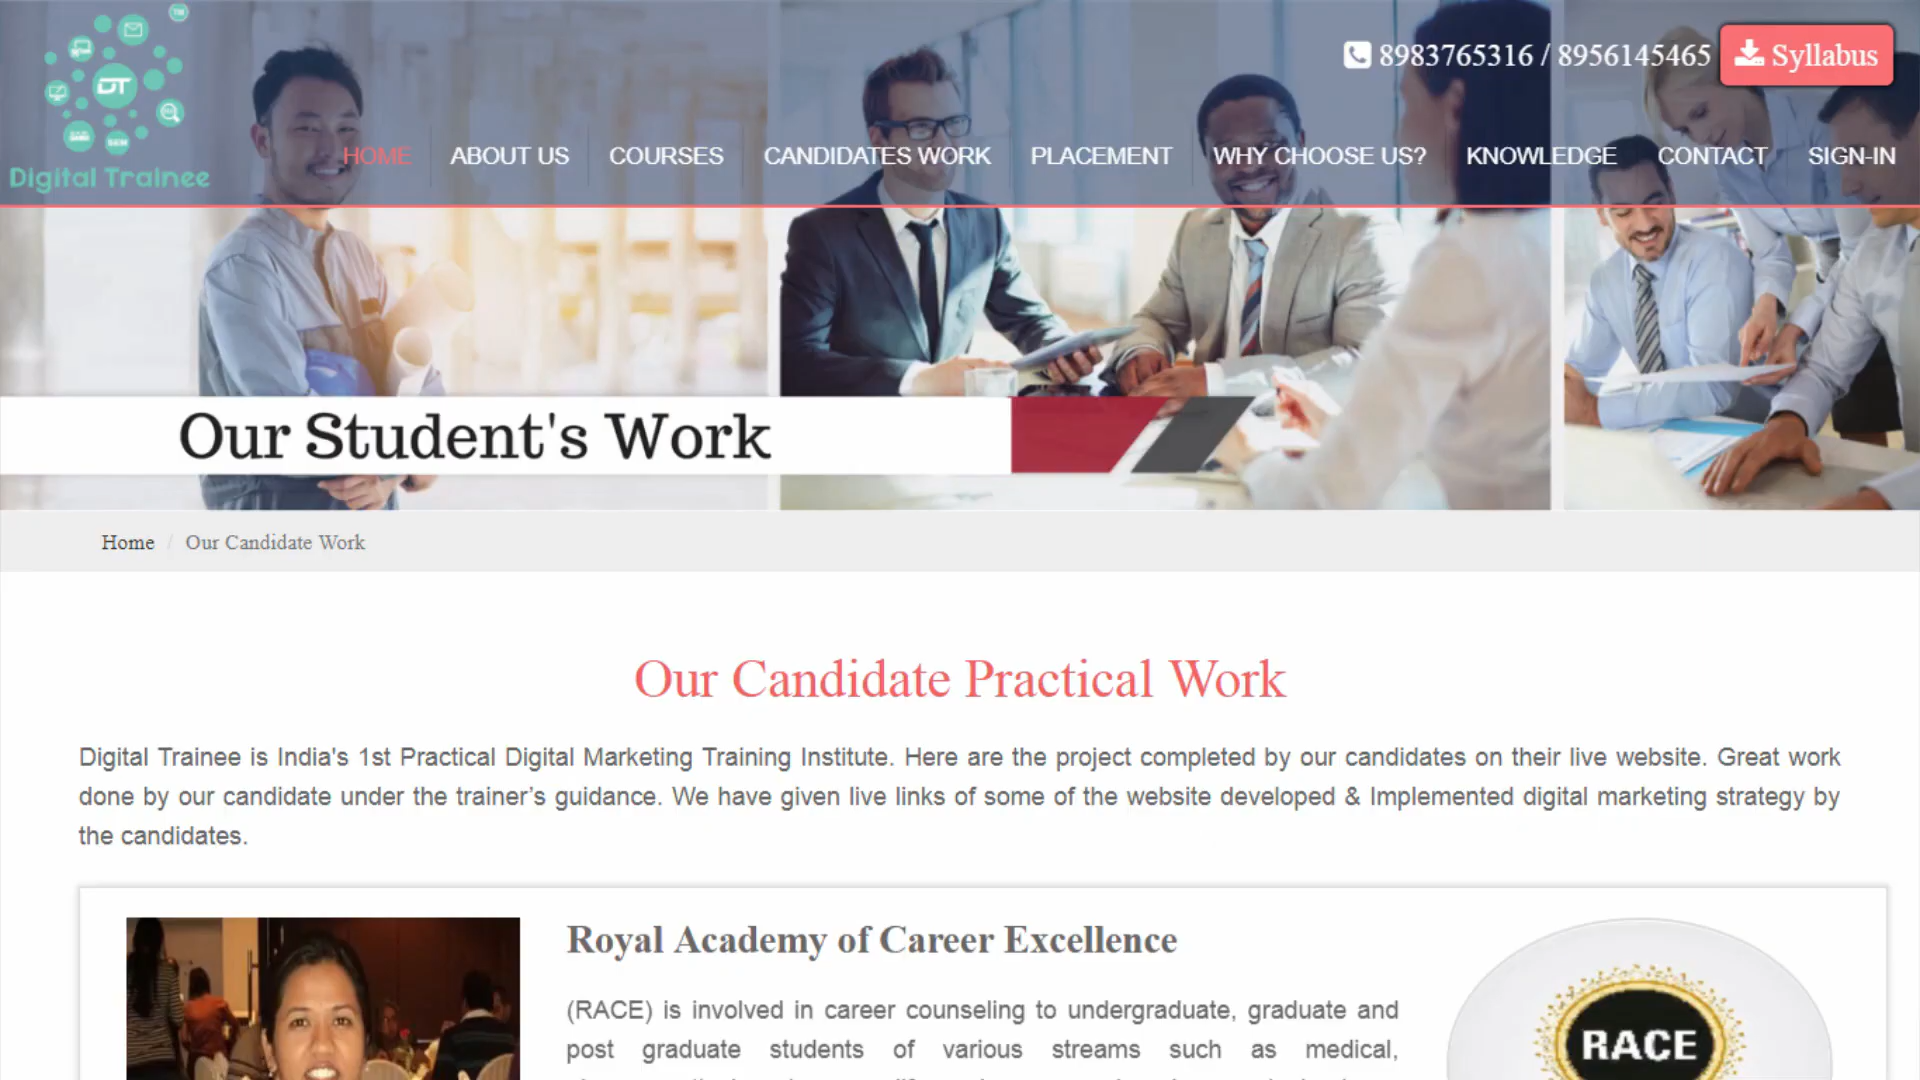 TM
DT
Digital Trainee
8983765316 / 8956145465
Syllabus
HOME
ABOUT US
COURSES
CANDIDATES WORK
PLACEMENT
WHY CHOOSE US?
KNOWLEDGE
CONTACT
SIGN-IN
Our Student's Work
Home / Our Candidate Work
Our Candidate Practical Work
Digital Trainee is India's 1st Practical Digital Marketing Training Institute. Here are the project completed by our candidates on their live website. Great work
done by our candidate under the trainer’s guidance. We have given live links of some of the website developed & Implemented digital marketing strategy by
the candidates.
Royal Academy of Career Excellence
(RACE) is involved in career counseling to undergraduate, graduate and
post graduate students of various streams such as medical,
RACE